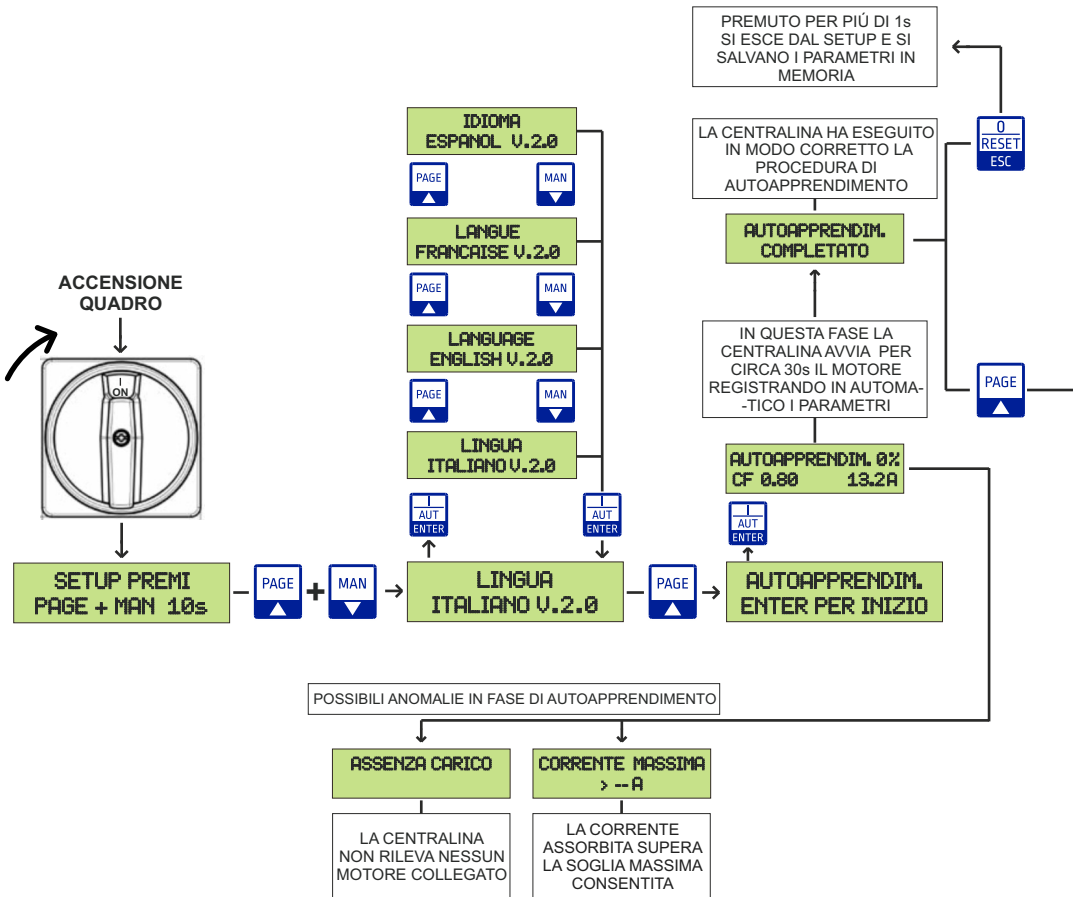 PREMUTO PER PIÚ DI 1s
SI ESCE DAL SETUP E SI
SALVANO I PARAMETRI IN
MEMORIA
0
RESET
ESC
IDIOMA
ESPANOL V.2.0
PAGE
MAN
LA CENTRALINA HA ESEGUITO
IN MODO CORRETTO LA
PROCEDURA DI
AUTOAPPRENDIMENTO
LANGUE
FRANCAISE V.2.0
AUTOAPPRENDIM.
COMPLETATO
PAGE
MAN
ACCENSIONE
QUADRO
I
ON
LANGUAGE
ENGLISH V.2.0
IN QUESTA FASE LA
CENTRALINA AVVIA PER
CIRCA 30s IL MOTORE
REGISTRANDO IN AUTOMA-
-TICO I PARAMETRI
PAGE
PAGE
MAN
LINGUA
ITALIANO V.2.0
AUTOAPPRENDIM. 0%
CF 0.80 13.2A
I
AUT
ENTER
I
AUT
ENTER
I
AUT
ENTER
SETUP PREMI
PAGE + MAN 10s
PAGE
+
MAN
LINGUA
ITALIANO V.2.0
PAGE
AUTOAPPRENDIM.
ENTER PER INIZIO
POSSIBILI ANOMALIE IN FASE DI AUTOAPPRENDIMENTO
ASSENZA CARICO
CORRENTE MASSIMA
> -- A
LA CENTRALINA
NON RILEVA NESSUN
MOTORE COLLEGATO
LA CORRENTE
ASSORBITA SUPERA
LA SOGLIA MASSIMA
CONSENTITA